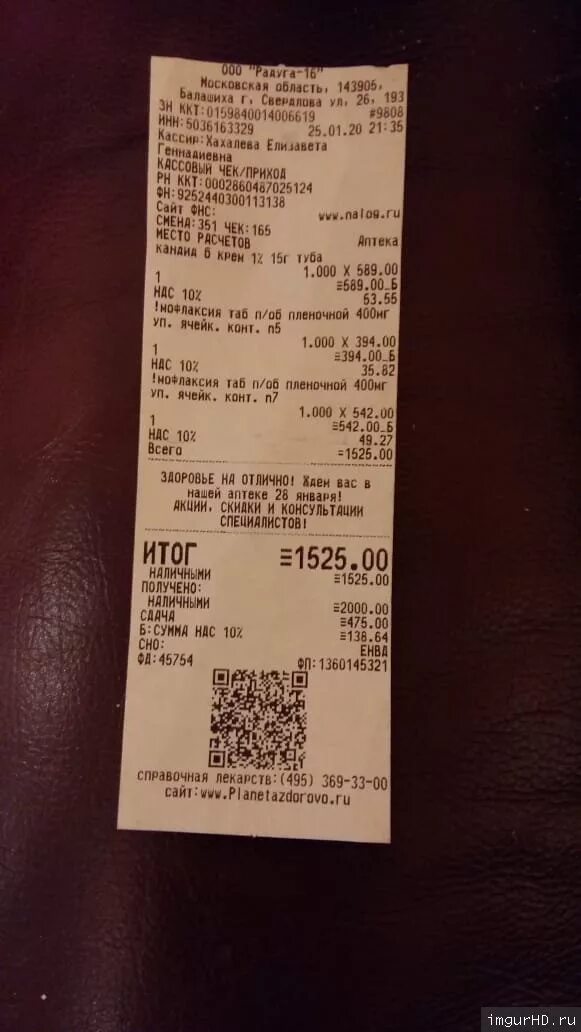 ООО "Радуга-16"
Московская область, 143905,
Балашиха г, Свердлова ул, 26, 193
ЗН ККТ:0159840014006619 #9808
ИНН:5036163329 25.01.20 21:35
Кассир:Хахалева Елизавета
Геннадиевна
КАССОВЫЙ ЧЕК/ПРИХОД
РН ККТ:0002860487025124
ФН:9252440300113138
Сайт ФНС: www.nalog.ru
СМЕНА:351 ЧЕК:165
МЕСТО РАСЧЕТОВ Аптека
кандид б крем 1% 15г туба
1 1.000 X 589.00
≡589.00_Б
НДС 10% 53.55
!мофлаксия таб п/об пленочной 400мг
уп. ячейк. конт. n5
1 1.000 X 394.00
≡394.00_Б
НДС 10% 35.82
!мофлаксия таб п/об пленочной 400мг
уп. ячейк. конт. n7
1 1.000 X 542.00
≡542.00_Б
НДС 10% 49.27
Всего =1525.00
ЗДОРОВЬЕ НА ОТЛИЧНО! Ждем вас в
нашей аптеке 28 января!
АКЦИИ, СКИДКИ И КОНСУЛЬТАЦИИ
СПЕЦИАЛИСТОВ!
ИТОГ ≡1525.00
НАЛИЧНЫМИ ≡1525.00
ПОЛУЧЕНО:
НАЛИЧНЫМИ ≡2000.00
СДАЧА ≡475.00
Б:СУММА НДС 10% ≡138.64
СНО: ЕНВД
ФД:45754 ФП:1360145321
справочная лекарств:(495) 369-33-00
сайт:www.Planetazdorovo.ru
imgurHD.ru